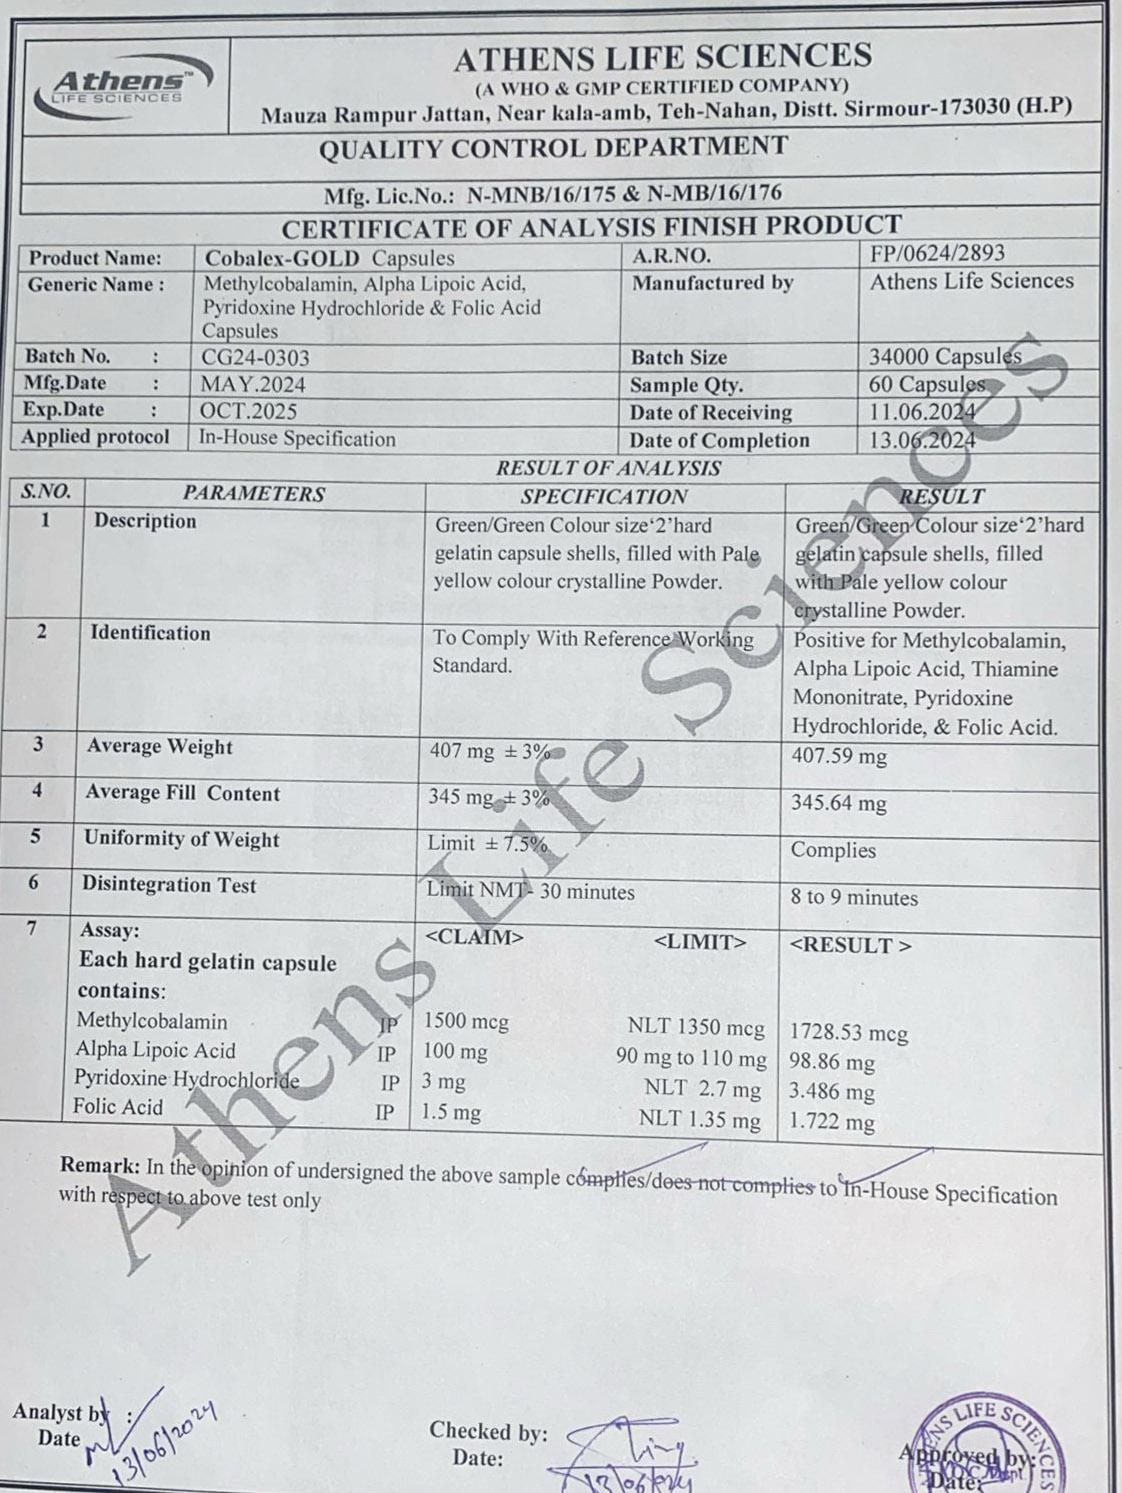 Athens™
LIFE SCIENCES
ATHENS LIFE SCIENCES
(A WHO & GMP CERTIFIED COMPANY)
Mauza Rampur Jattan, Near kala-amb, Teh-Nahan, Distt. Sirmour-173030 (H.P)
QUALITY CONTROL DEPARTMENT
Mfg. Lic.No.: N-MNB/16/175 & N-MB/16/176
CERTIFICATE OF ANALYSIS FINISH PRODUCT
Product Name: Cobalex-GOLD Capsules A.R.NO. FP/0624/2893
Generic Name : Methylcobalamin, Alpha Lipoic Acid, Manufactured by Athens Life Sciences
Pyridoxine Hydrochloride & Folic Acid
Capsules
Batch No. : CG24-0303 Batch Size 34000 Capsules
Mfg.Date : MAY.2024 Sample Qty. 60 Capsules
Exp.Date : OCT.2025 Date of Receiving 11.06.2024
Applied protocol In-House Specification Date of Completion 13.06.2024
RESULT OF ANALYSIS
S.NO. PARAMETERS SPECIFICATION RESULT
1 Description Green/Green Colour size‘2’hard Green/Green Colour size‘2’hard
gelatin capsule shells, filled with Pale gelatin capsule shells, filled
yellow colour crystalline Powder. with Pale yellow colour
crystalline Powder.
2 Identification To Comply With Reference Working Positive for Methylcobalamin,
Standard. Alpha Lipoic Acid, Thiamine
Mononitrate, Pyridoxine
Hydrochloride, & Folic Acid.
3 Average Weight 407 mg ± 3% 407.59 mg
4 Average Fill Content 345 mg ± 3% 345.64 mg
5 Uniformity of Weight Limit ± 7.5% Complies
6 Disintegration Test Limit NMT- 30 minutes 8 to 9 minutes
7 Assay: <CLAIM> <LIMIT> <RESULT >
Each hard gelatin capsule
contains:
Methylcobalamin IP 1500 mcg NLT 1350 mcg 1728.53 mcg
Alpha Lipoic Acid IP 100 mg 90 mg to 110 mg 98.86 mg
Pyridoxine Hydrochloride IP 3 mg NLT 2.7 mg 3.486 mg
Folic Acid IP 1.5 mg NLT 1.35 mg 1.722 mg
Remark: In the opinion of undersigned the above sample complies/does not complies to In-House Specification
with respect to above test only
Athens Life Sciences
Analyst by :
Date 13/06/2024
Checked by:
Date: 13/06/24
ATHENS LIFE SCIENCES
Approved by:
Date: